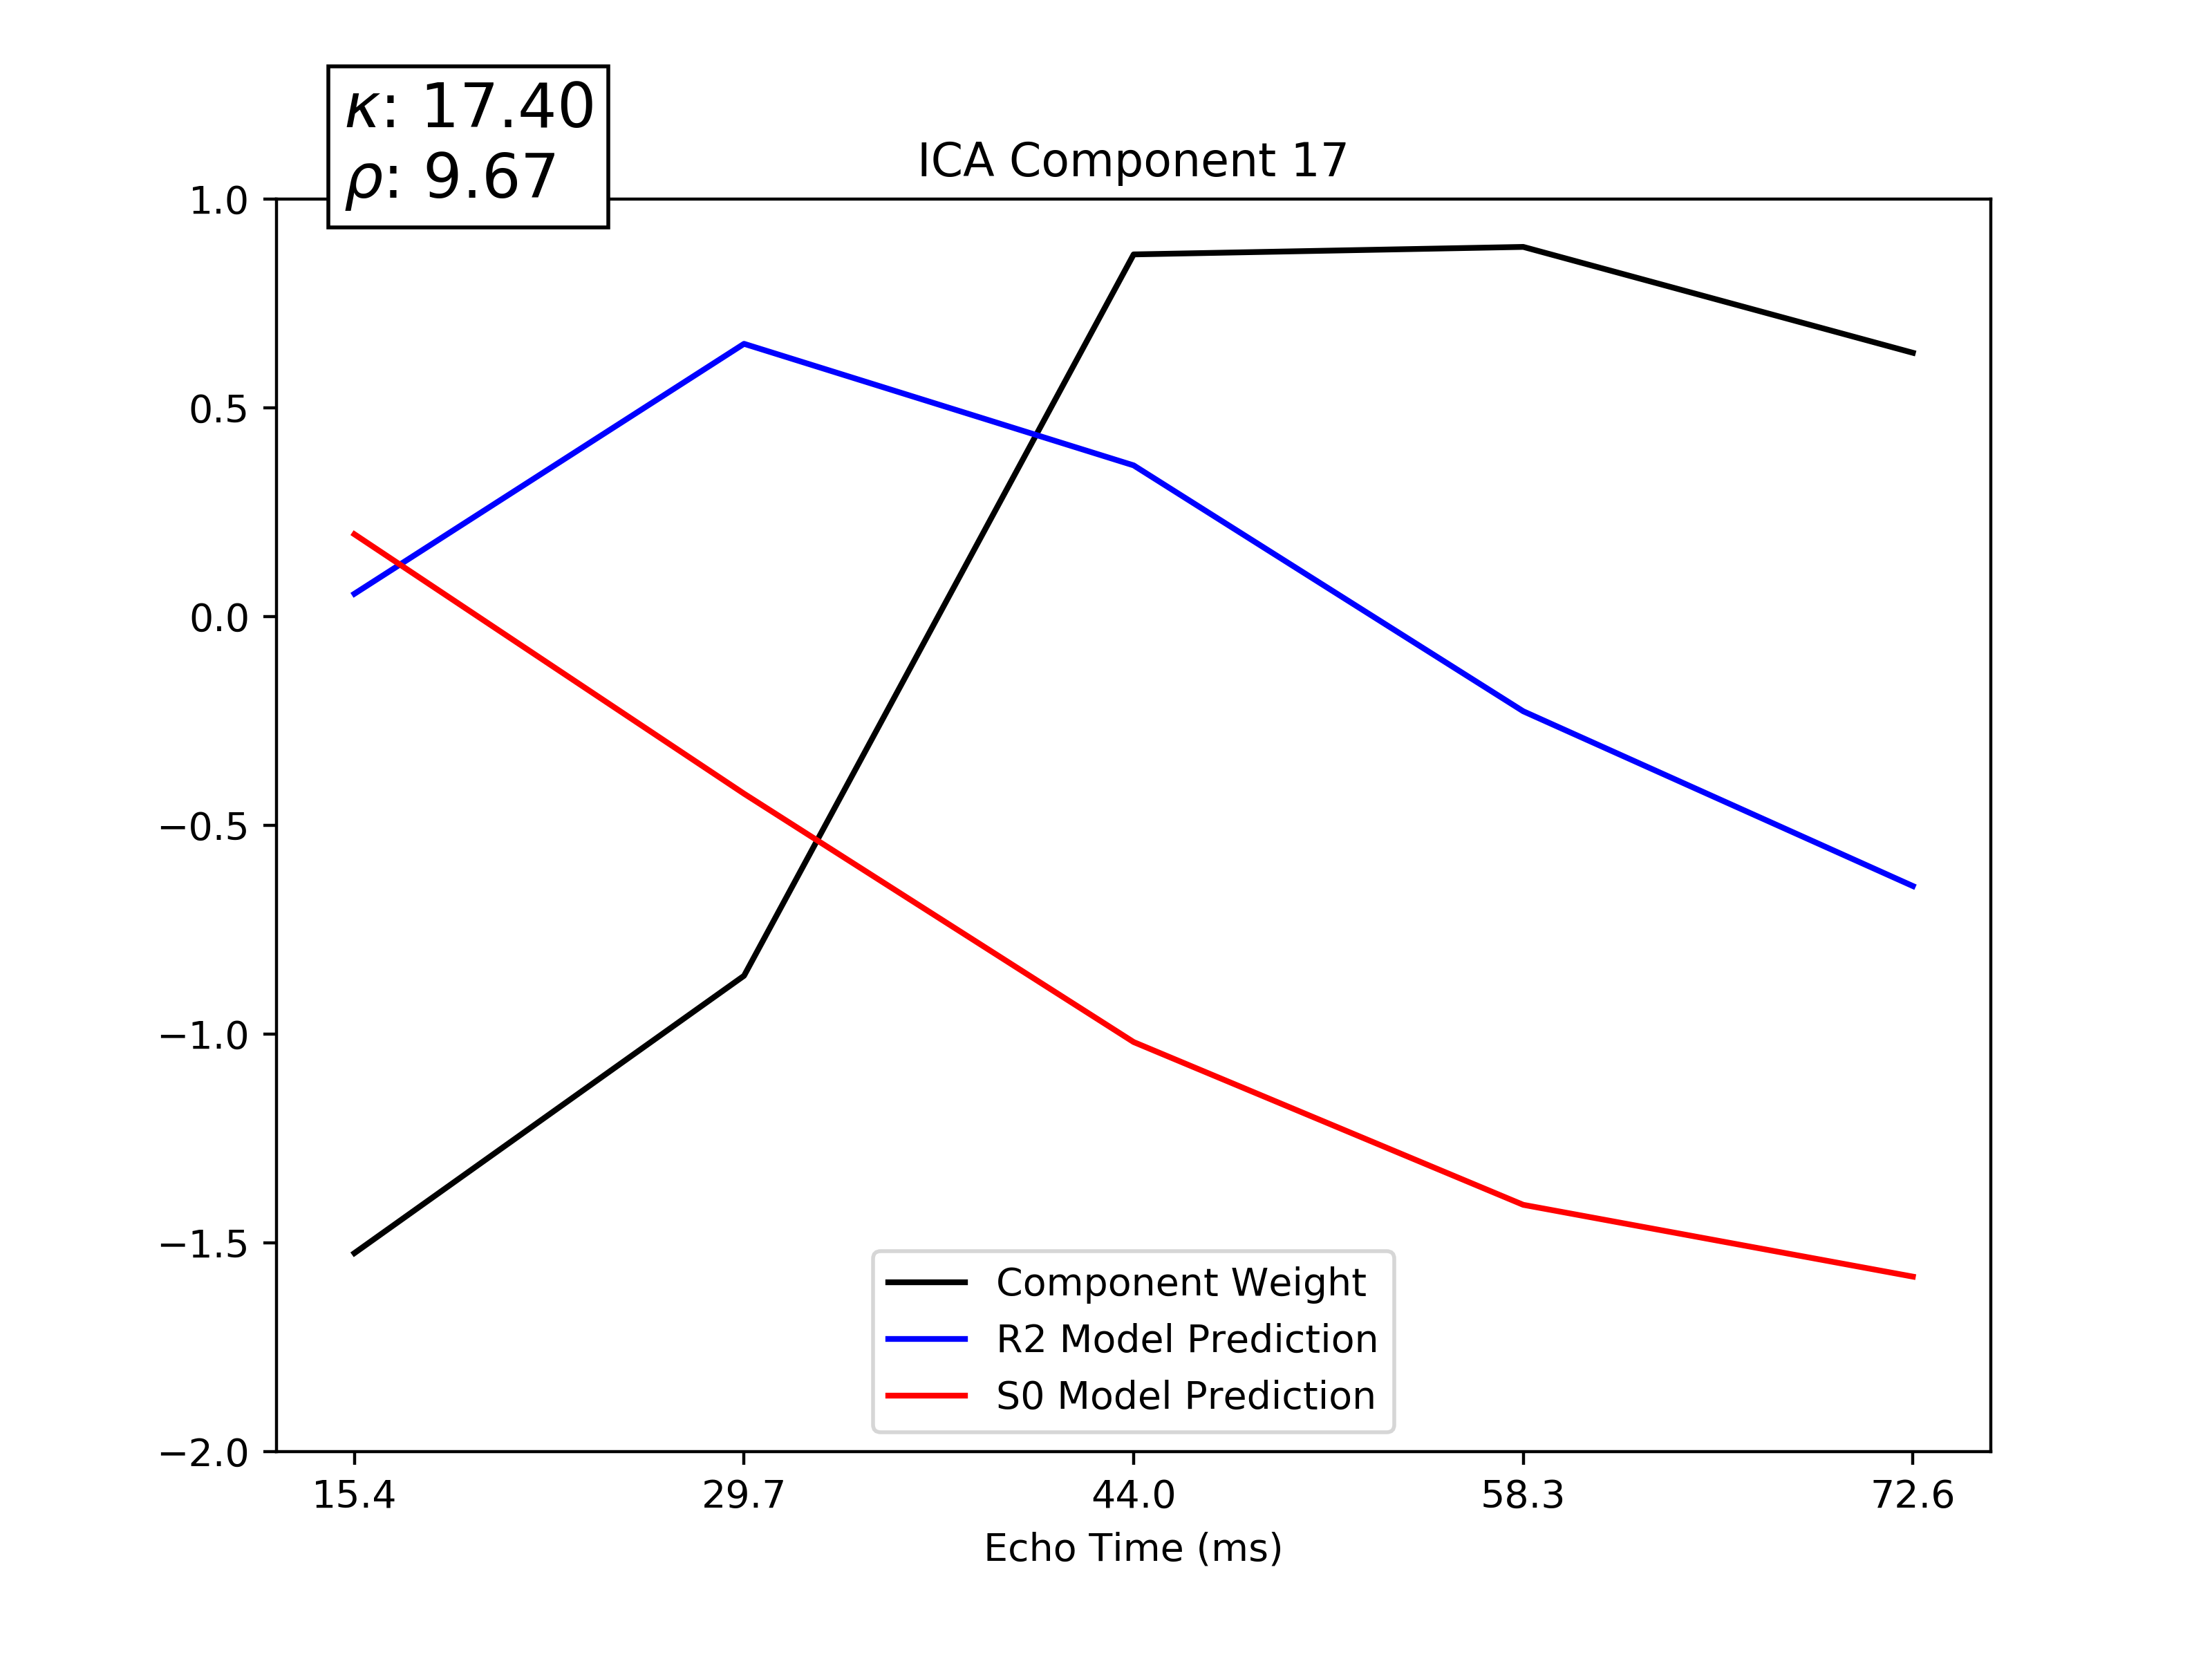 κ: 17.40
ρ: 9.67
ICA Component 17
1.0
0.5
0.0
−0.5
−1.0
−1.5
−2.0
Component Weight
R2 Model Prediction
S0 Model Prediction
15.4 29.7 44.0 58.3 72.6
Echo Time (ms)